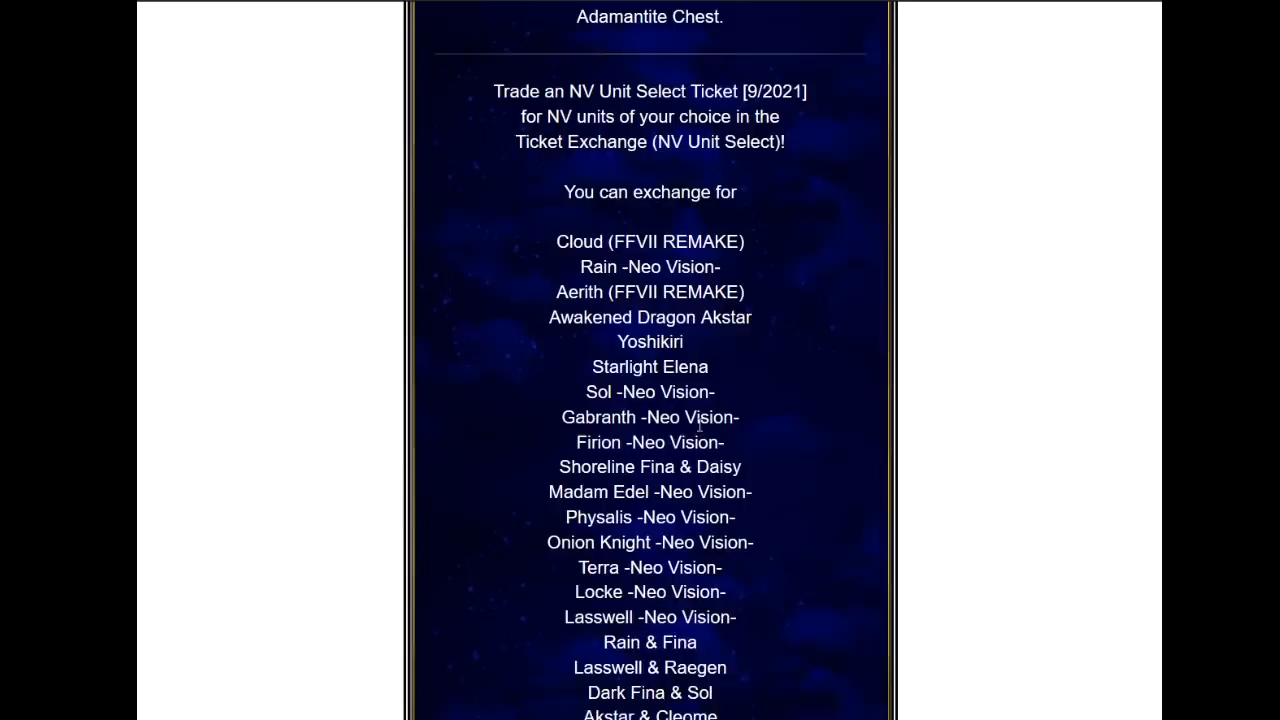 Adamantite Chest.
Trade an NV Unit Select Ticket [9/2021]
for NV units of your choice in the
Ticket Exchange (NV Unit Select)!
You can exchange for
Cloud (FFVII REMAKE)
Rain -Neo Vision-
Aerith (FFVII REMAKE)
Awakened Dragon Akstar
Yoshikiri
Starlight Elena
Sol -Neo Vision-
Gabranth -Neo Vision-
Firion -Neo Vision-
Shoreline Fina & Daisy
Madam Edel -Neo Vision-
Physalis -Neo Vision-
Onion Knight -Neo Vision-
Terra -Neo Vision-
Locke -Neo Vision-
Lasswell -Neo Vision-
Rain & Fina
Lasswell & Raegen
Dark Fina & Sol
Akstar & Cleome